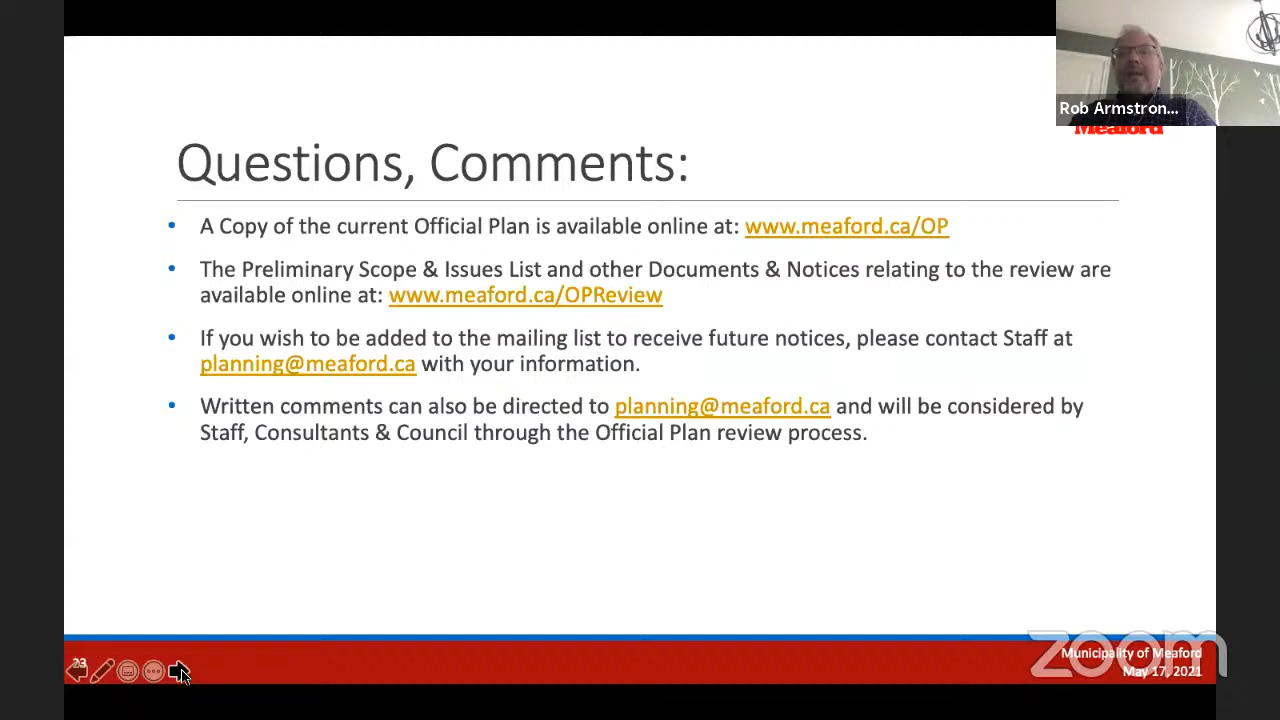 Rob Armstron...
Meaford
Questions, Comments:
• A Copy of the current Official Plan is available online at: www.meaford.ca/OP
• The Preliminary Scope & Issues List and other Documents & Notices relating to the review are
available online at: www.meaford.ca/OPReview
• If you wish to be added to the mailing list to receive future notices, please contact Staff at
planning@meaford.ca with your information.
• Written comments can also be directed to planning@meaford.ca and will be considered by
Staff, Consultants & Council through the Official Plan review process.
23
zoom
Municipality of Meaford
May 17, 2021